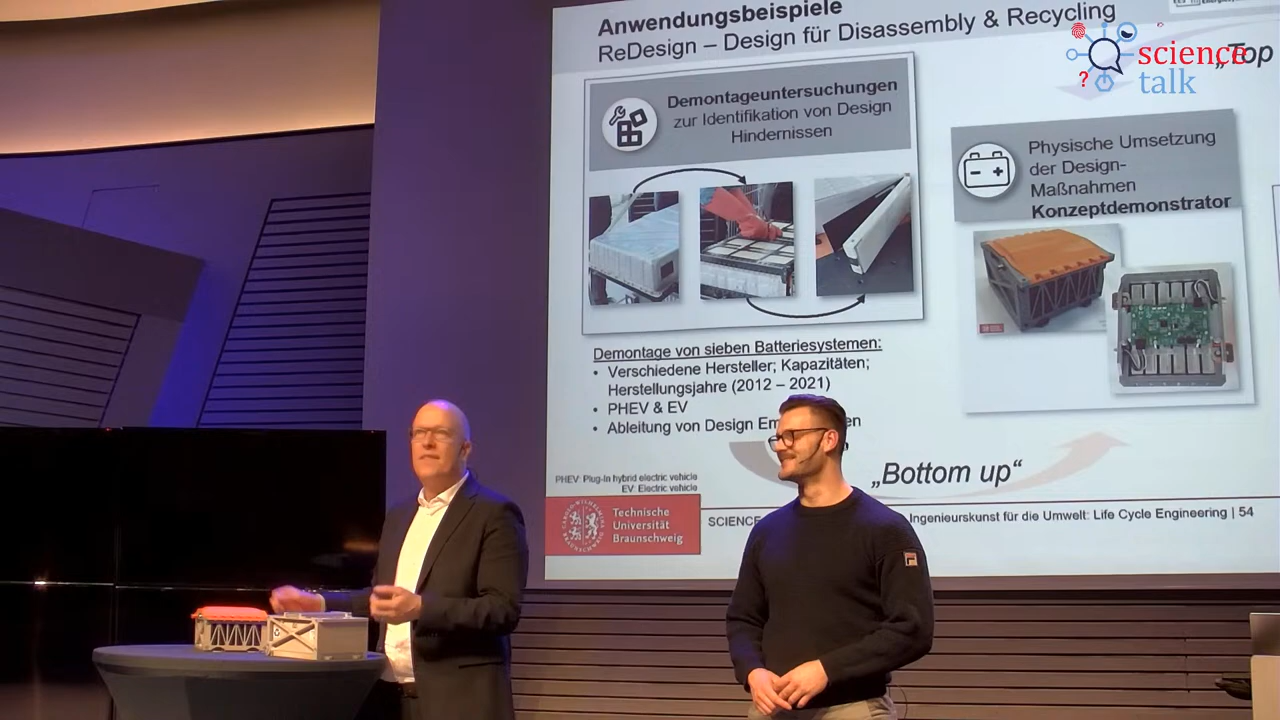 Anwendungsbeispiele
ReDesign – Design für Disassembly & Recycling
science
talk
?
„Top
Demontageuntersuchungen
zur Identifikation von Design
Hindernissen
Physische Umsetzung
der Design-
Maßnahmen
Konzeptdemonstrator
Demontage von sieben Batteriesystemen:
• Verschiedene Hersteller; Kapazitäten;
Herstellungsjahre (2012 – 2021)
• PHEV & EV
• Ableitung von Design
„Bottom up“
PHEV: Plug-In hybrid electric vehicle
EV: Electric vehicle
Technische
Universität
Braunschweig
SCIENCE
Ingenieurskunst für die Umwelt: Life Cycle Engineering | 54